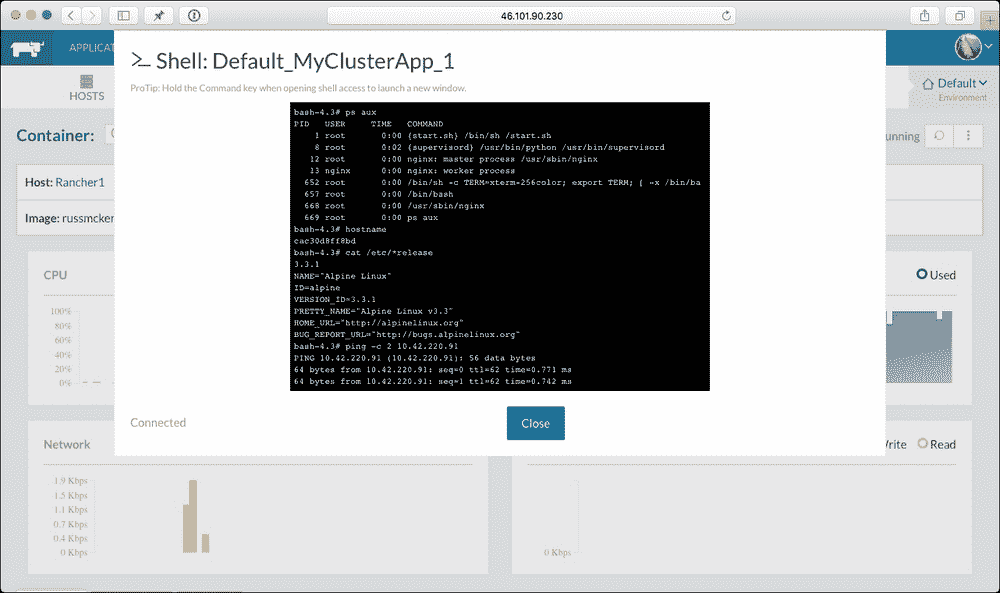 46.101.90.230
APPLICAT
HOSTS
Default
Environment
>_ Shell: Default_MyClusterApp_1
ProTip: Hold the Command key when opening shell access to launch a new window.
Container:
unning
Host: Rancher1
Image: russmcker
bash-4.3# ps aux
PID USER TIME COMMAND
1 root 0:00 {start.sh} /bin/sh /start.sh
8 root 0:02 {supervisord} /usr/bin/python /usr/bin/supervisord
12 root 0:00 nginx: master process /usr/sbin/nginx
13 nginx 0:00 nginx: worker process
652 root 0:00 /bin/sh -c TERM=xterm-256color; export TERM; [ -x /bin/ba
657 root 0:00 /bin/bash
668 root 0:00 /usr/sbin/nginx
669 root 0:00 ps aux
bash-4.3# hostname
cac30d8ff8bd
bash-4.3# cat /etc/*release
3.3.1
NAME="Alpine Linux"
ID=alpine
VERSION_ID=3.3.1
PRETTY_NAME="Alpine Linux v3.3"
HOME_URL="http://alpinelinux.org"
BUG_REPORT_URL="http://bugs.alpinelinux.org"
bash-4.3# ping -c 2 10.42.220.91
PING 10.42.220.91 (10.42.220.91): 56 data bytes
64 bytes from 10.42.220.91: seq=0 ttl=62 time=0.771 ms
64 bytes from 10.42.220.91: seq=1 ttl=62 time=0.742 ms
Connected
Close
CPU
100%
80%
60%
40%
20%
0%
Used
Network
1.9 Kbps
1.5 Kbps
1.1 Kbps
0.7 Kbps
0.4 Kbps
0 Kbps
Write
Read
0 Kbps